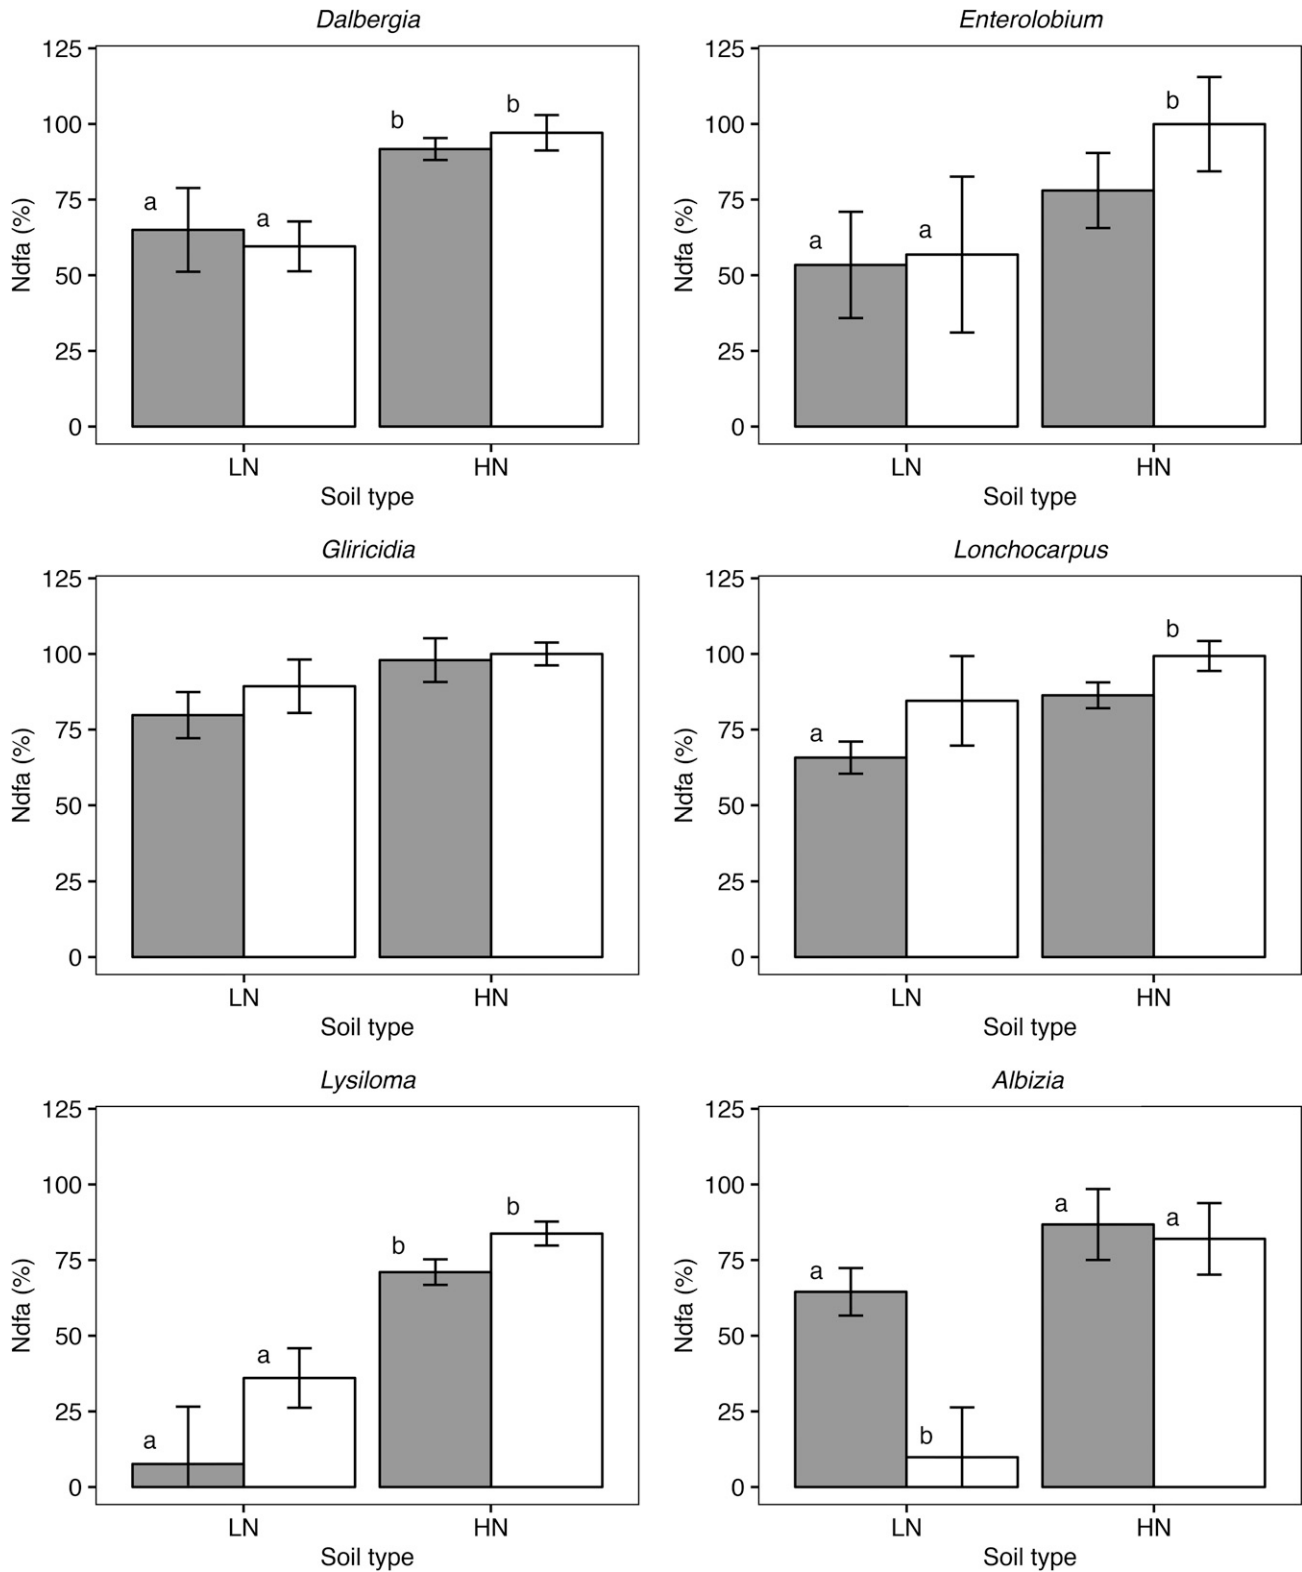 Dalbergia
125
100
75
50
25
0
Ndfa (%)
a
a
b
b
LN
HN
Soil type
Enterolobium
125
100
75
50
25
0
Ndfa (%)
a
a
b
LN
HN
Soil type
Gliricidia
125
100
75
50
25
0
Ndfa (%)
LN
HN
Soil type
Lonchocarpus
125
100
75
50
25
0
Ndfa (%)
a
b
LN
HN
Soil type
Lysiloma
125
100
75
50
25
0
Ndfa (%)
a
a
b
b
LN
HN
Soil type
Albizia
125
100
75
50
25
0
Ndfa (%)
a
b
a
a
LN
HN
Soil type